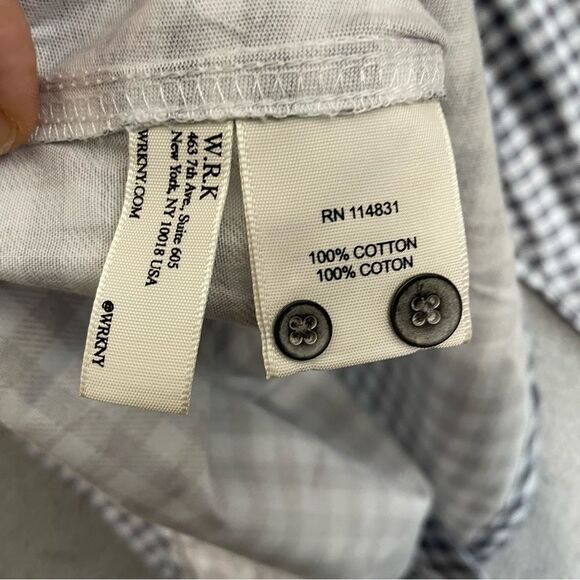 W.R.K
463 7th Ave., Suite 605
New York, NY 10018 USA
WRKNY.COM
@WRKNY
RN 114831
100% COTTON
100% COTON